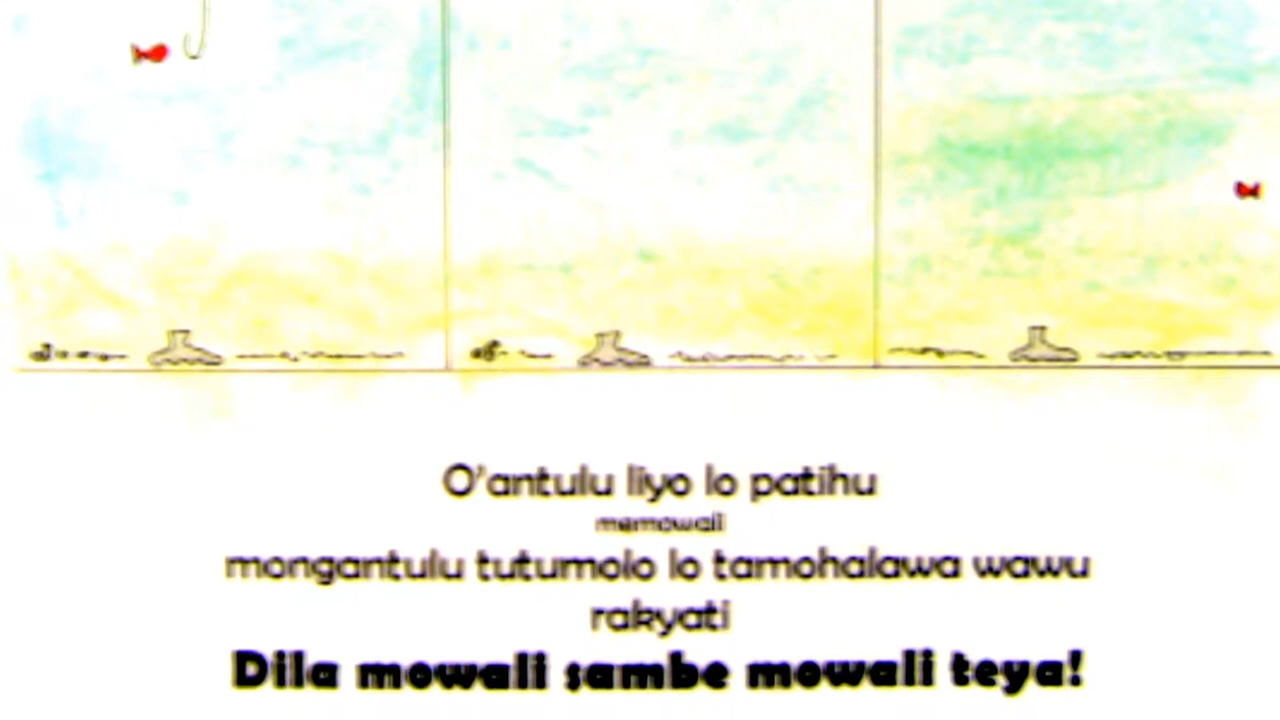 O'antulu liyo lo patihu
memowali
mongantulu tutumolo lo tamohalawa wawu
rakyati
Dila mowali sambe mowali teya!